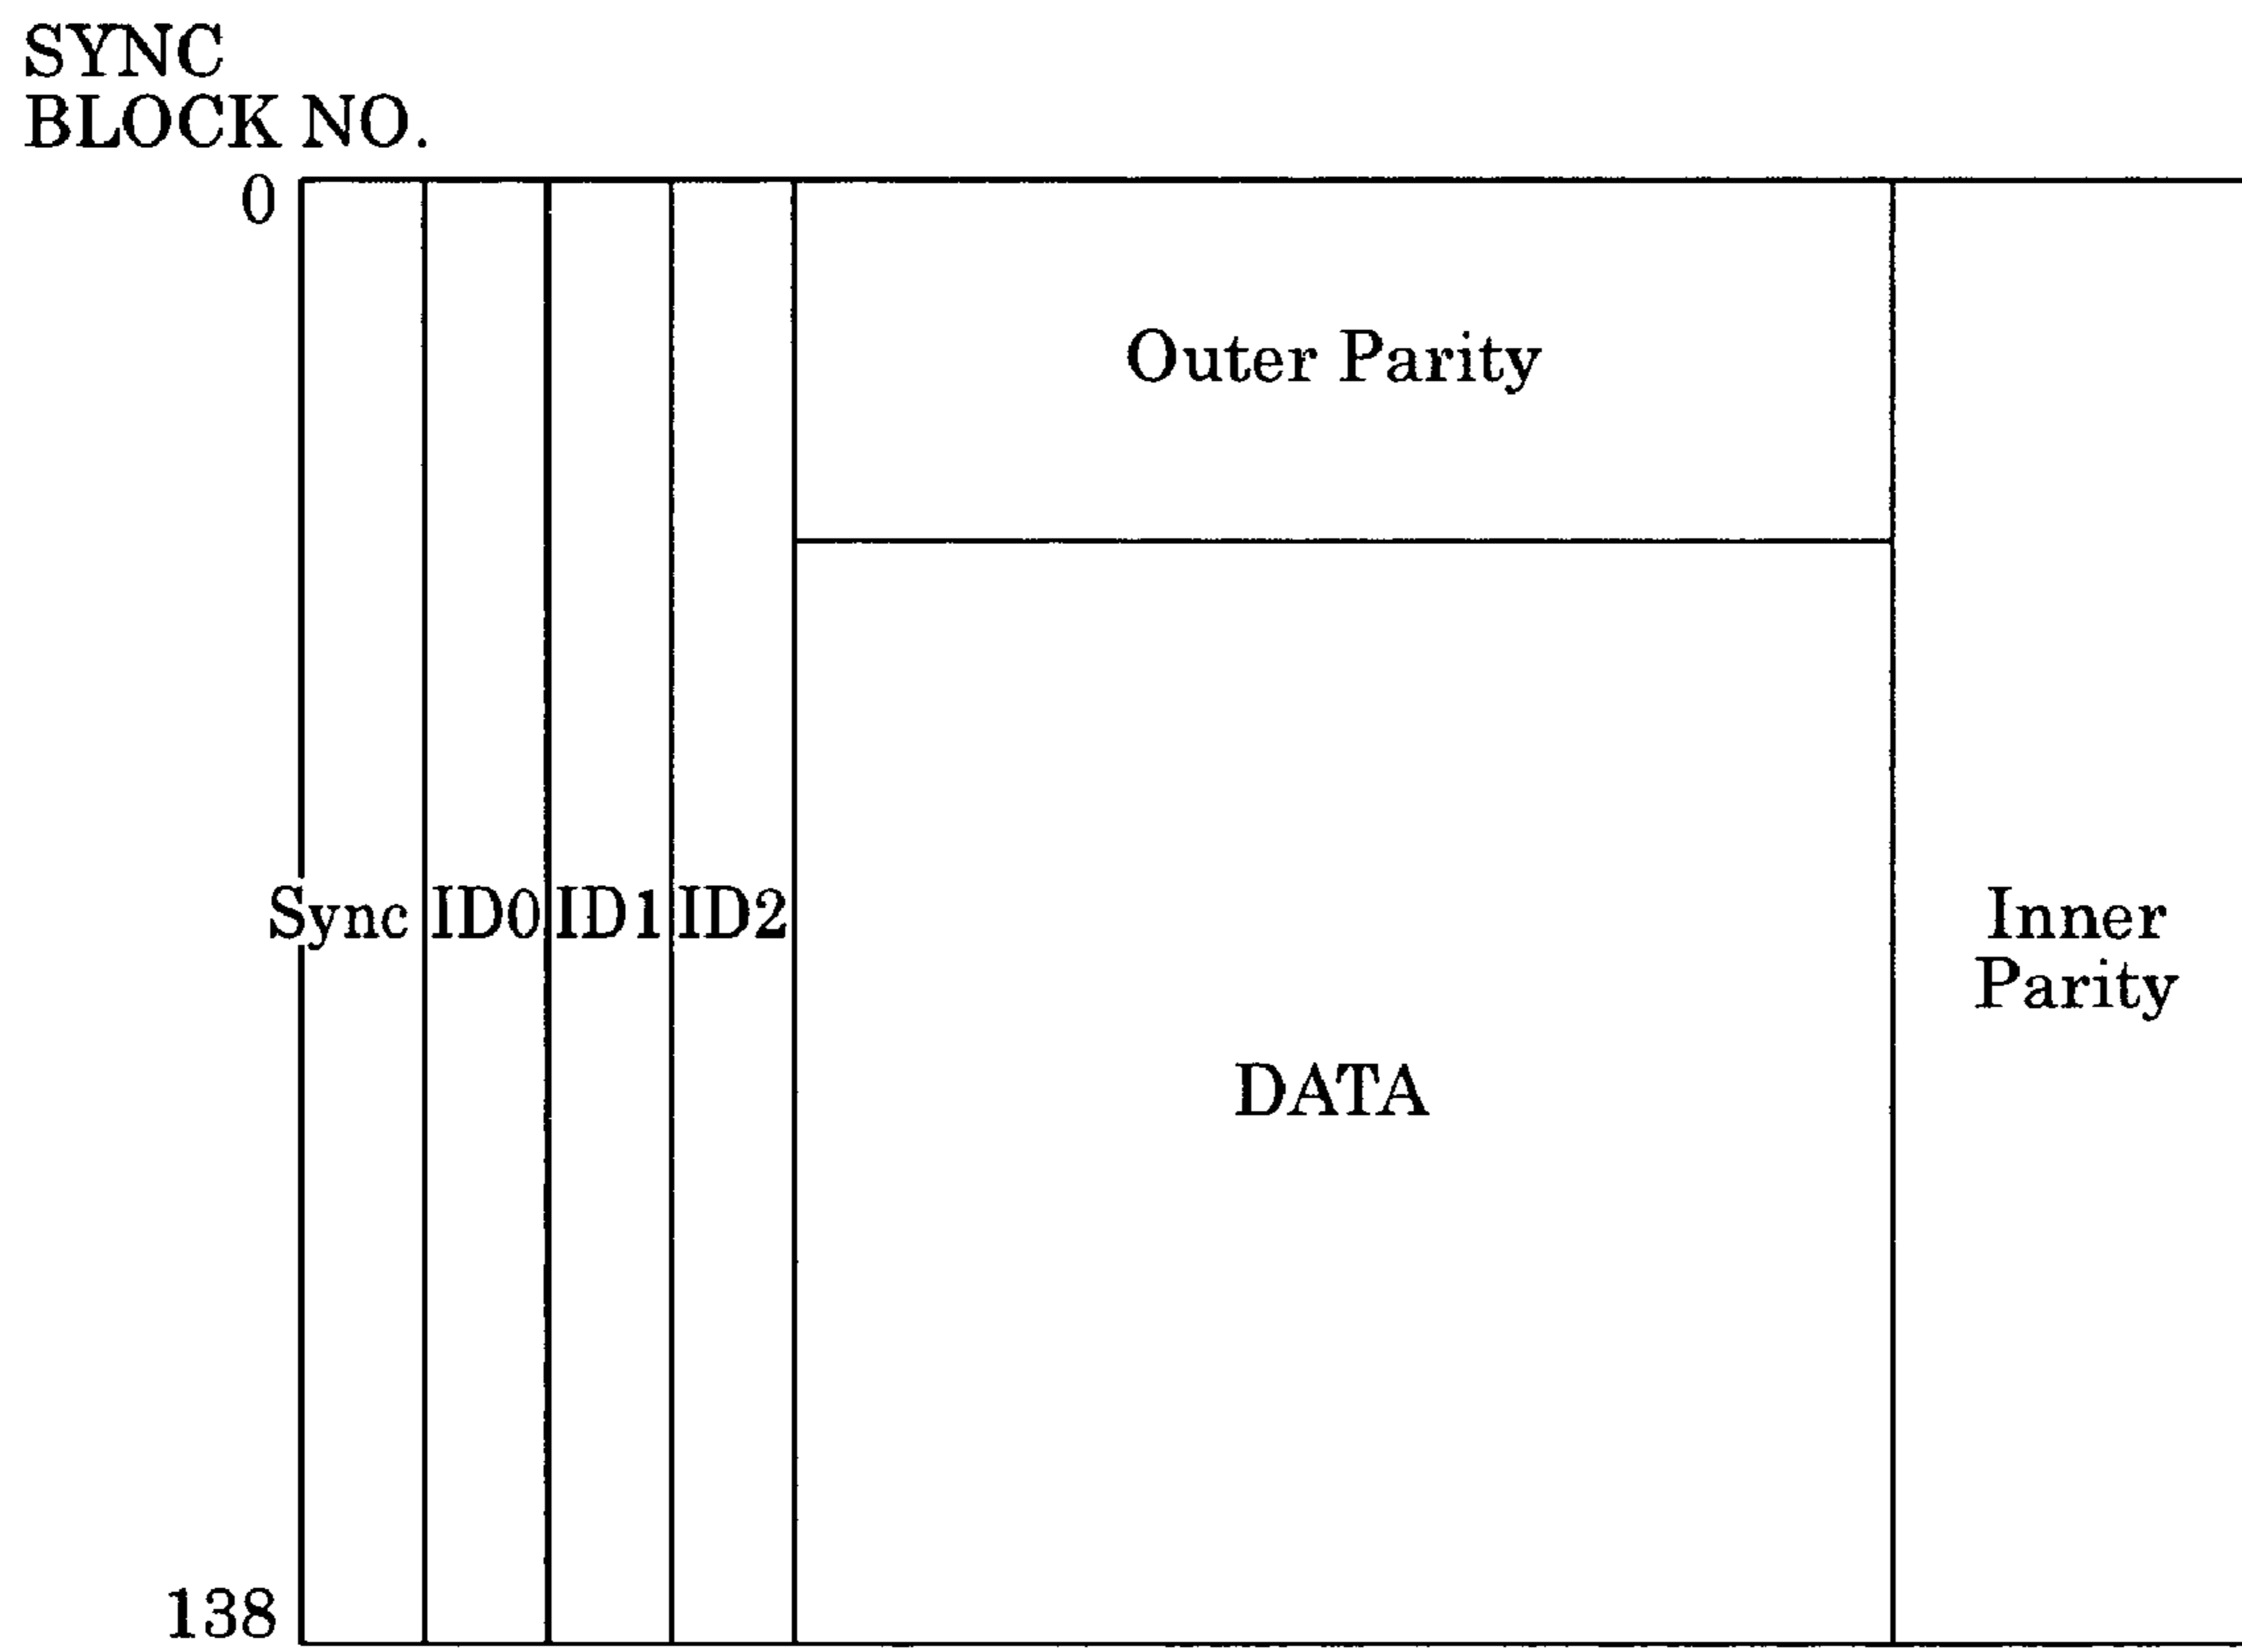 SYNC
BLOCK NO.
0
Outer Parity
Sync ID0 ID1 ID2
Inner
Parity
DATA
138